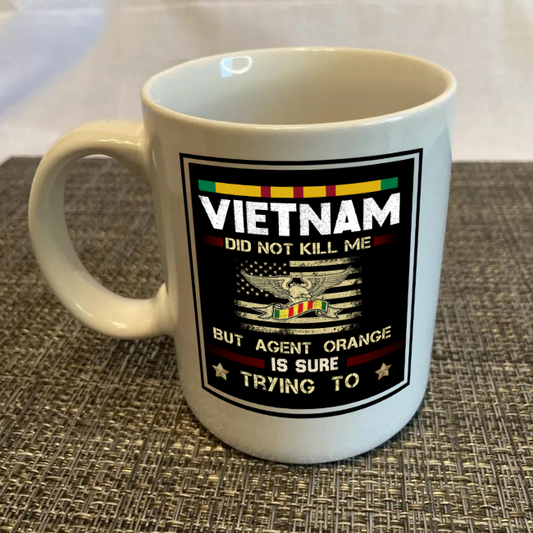 VIETNAM
DID NOT KILL ME
BUT AGENT ORANGE
IS SURE
TRYING TO